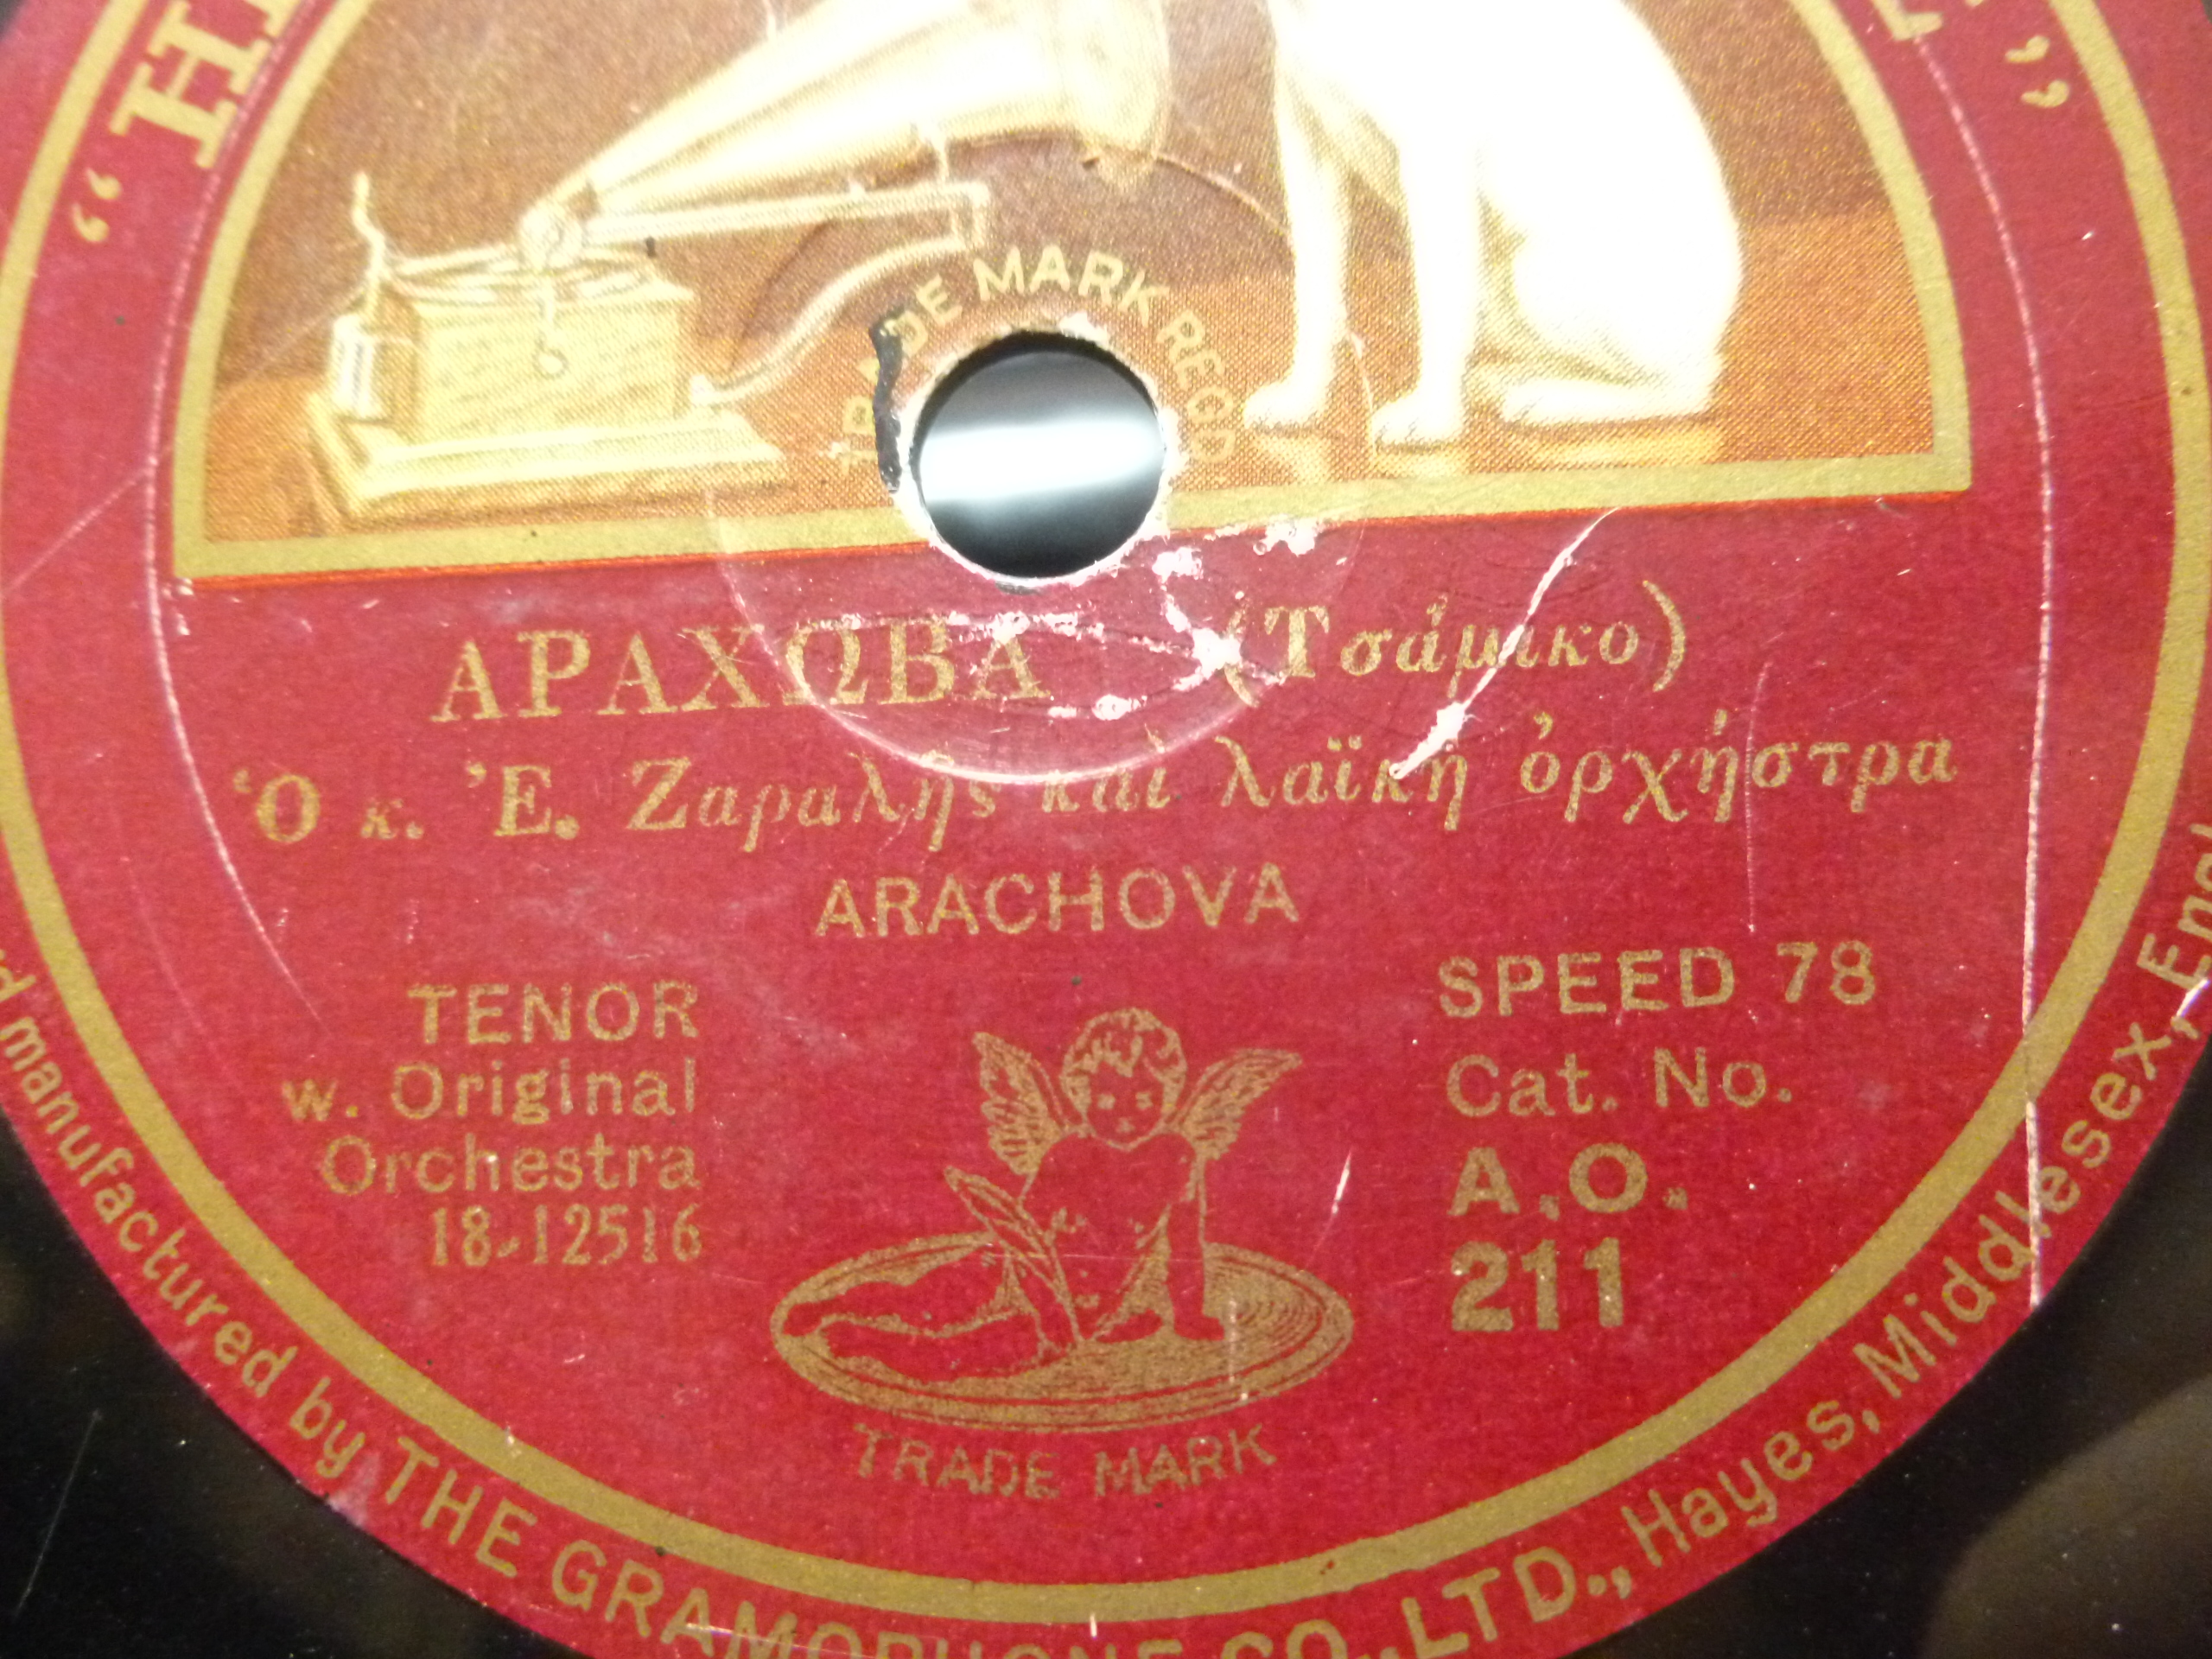 “HI
TRADE MARK REGD
ΑΡΑΧΩΒΑ (Τσάμικο)
Ὁ κ. Ἐ. Ζαραλῆς καὶ λαϊκὴ ὀρχήστρα
ARACHOVA
TENOR
w. Original
Orchestra
18-12516
SPEED 78
Cat. No.
A.O.
211
TRADE MARK
manufactured by THE GRAMOPHONE CO., LTD., Hayes, Middlesex, Engl